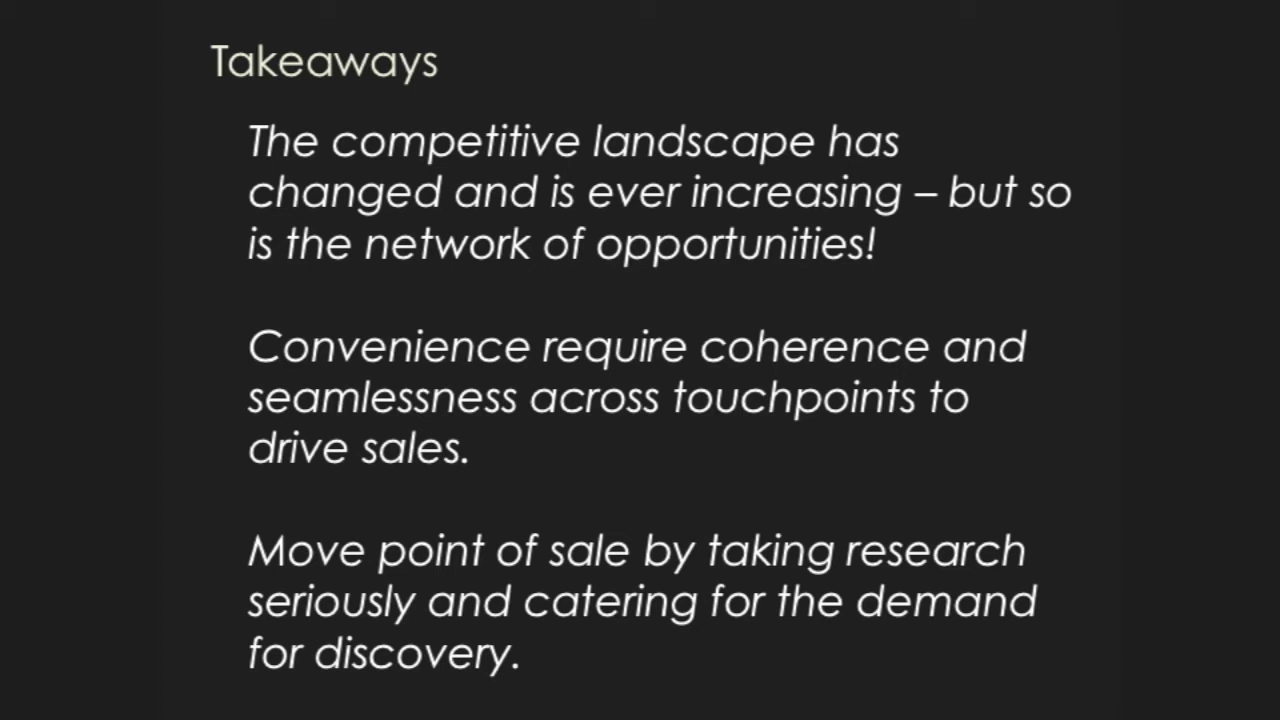 Takeaways
The competitive landscape has
changed and is ever increasing – but so
is the network of opportunities!
Convenience require coherence and
seamlessness across touchpoints to
drive sales.
Move point of sale by taking research
seriously and catering for the demand
for discovery.